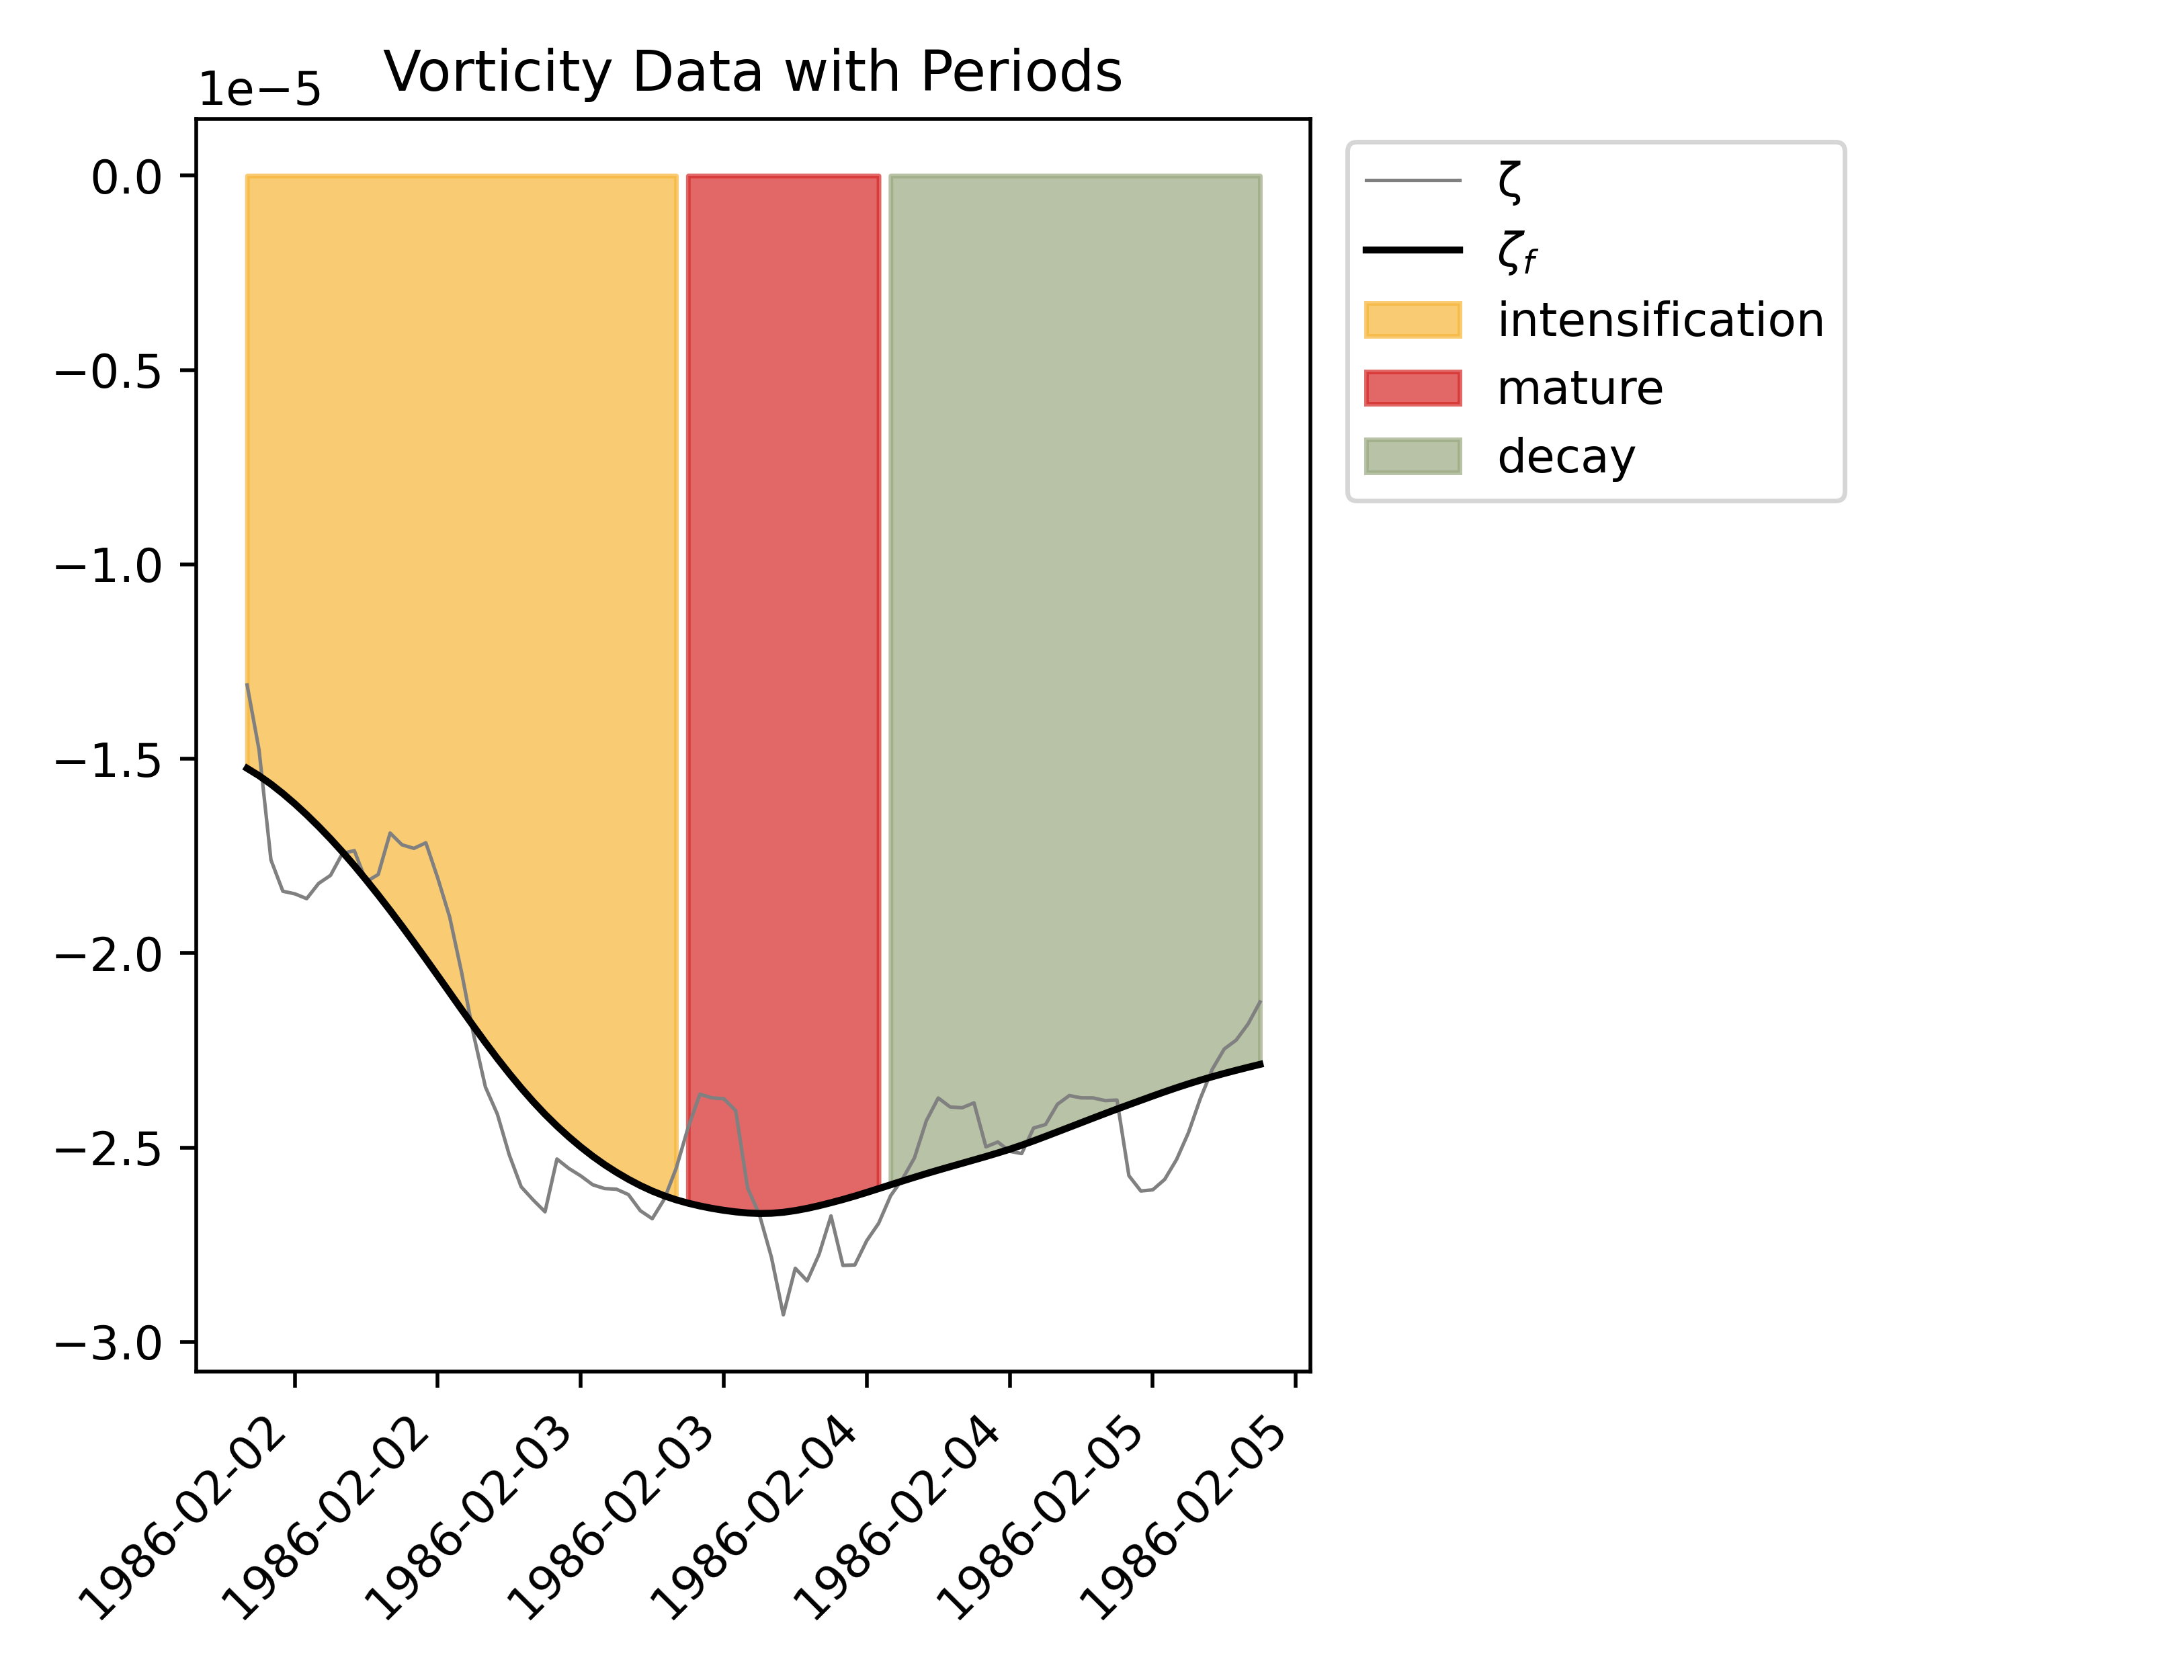 Vorticity Data with Periods
1e−5
0.0
−0.5
−1.0
−1.5
−2.0
−2.5
−3.0
1986-02-02
1986-02-02
1986-02-03
1986-02-03
1986-02-04
1986-02-04
1986-02-05
1986-02-05
ζ
ζf
intensification
mature
decay